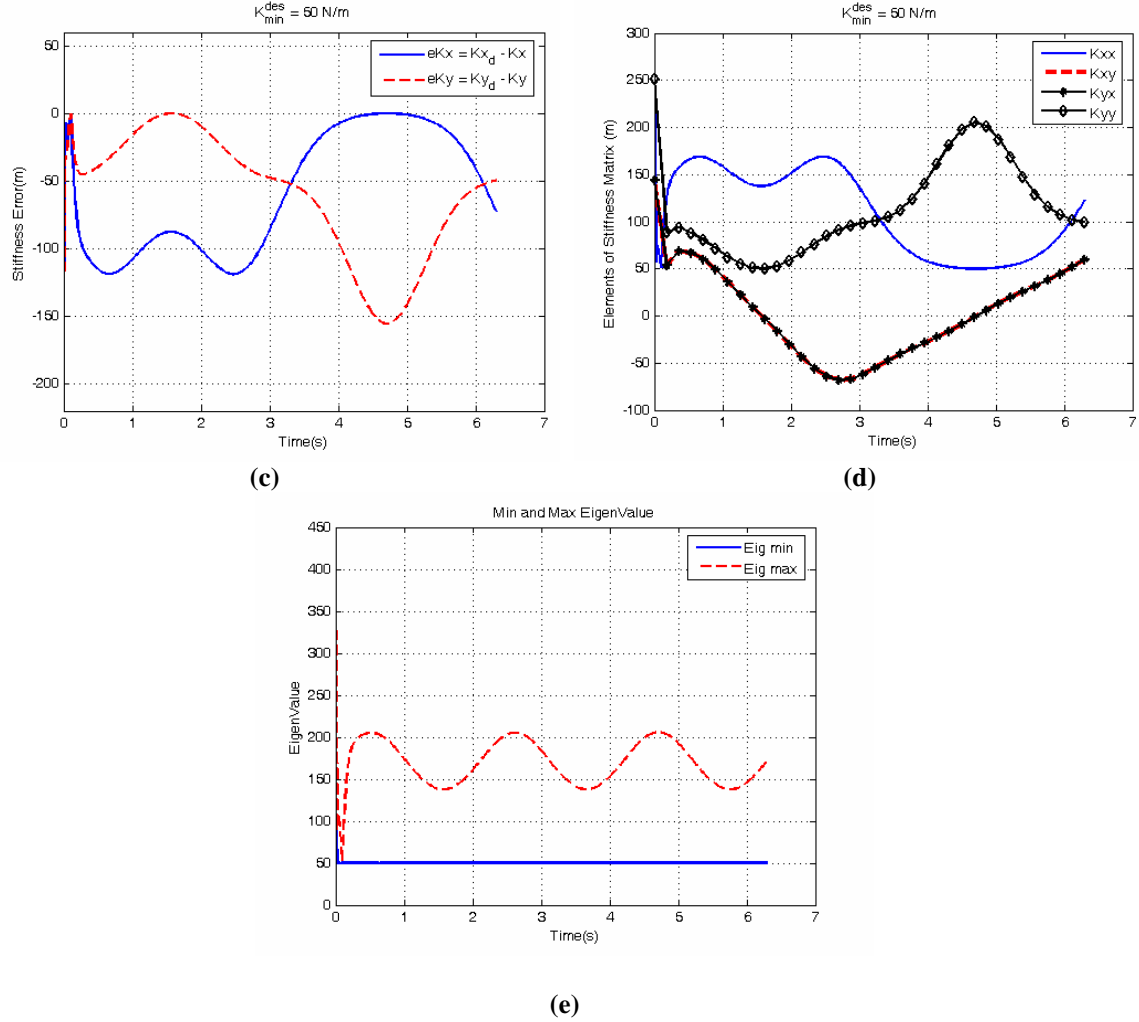 K_min^des = 50 N/m
eKx = Kx_d - Kx
eKy = Ky_d - Ky
Stiffness Error(m)
50
0
-50
-100
-150
-200
0 1 2 3 4 5 6 7
Time(s)
(c)
K_min^des = 50 N/m
Kxx
Kxy
Kyx
Kyy
Elements of Stiffness Matrix (m)
300
250
200
150
100
50
0
-50
-100
0 1 2 3 4 5 6 7
Time(s)
(d)
Min and Max EigenValue
Eig min
Eig max
EigenValue
450
400
350
300
250
200
150
100
50
0
0 1 2 3 4 5 6 7
Time(s)
(e)